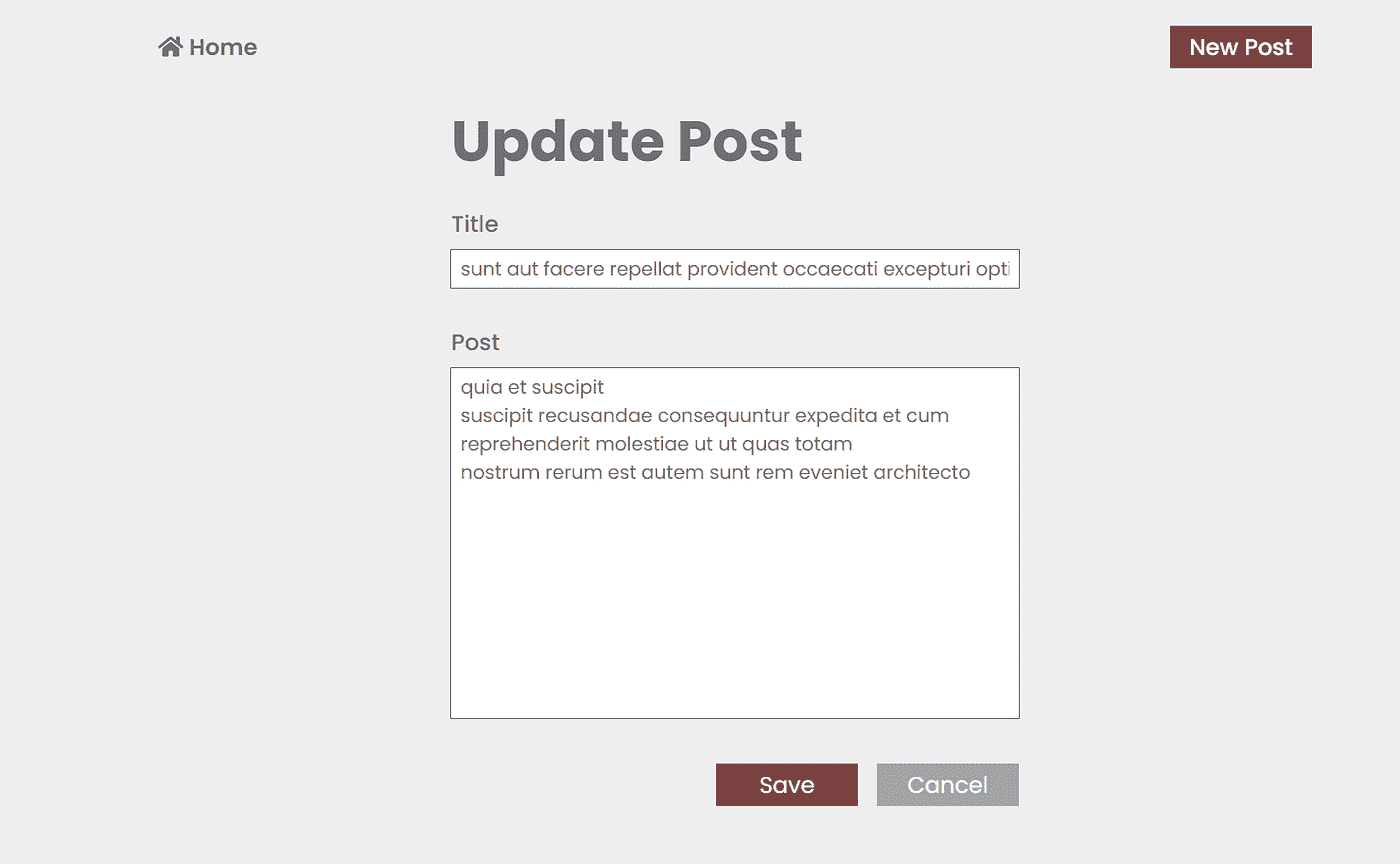 Home
New Post
Update Post
Title
sunt aut facere repellat provident occaecati excepturi opti
Post
quia et suscipit
suscipit recusandae consequuntur expedita et cum
reprehenderit molestiae ut ut quas totam
nostrum rerum est autem sunt rem eveniet architecto
Save
Cancel